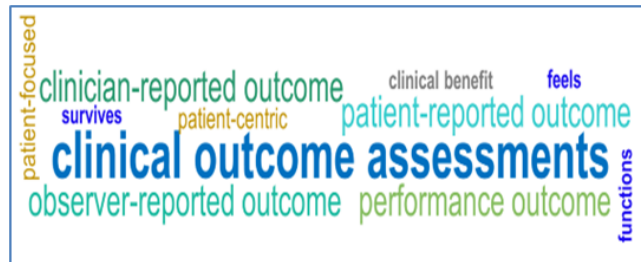 patient-focused
clinician-reported outcome
clinical benefit
feels
survives
patient-centric
patient-reported outcome
clinical outcome assessments
observer-reported outcome
performance outcome
functions